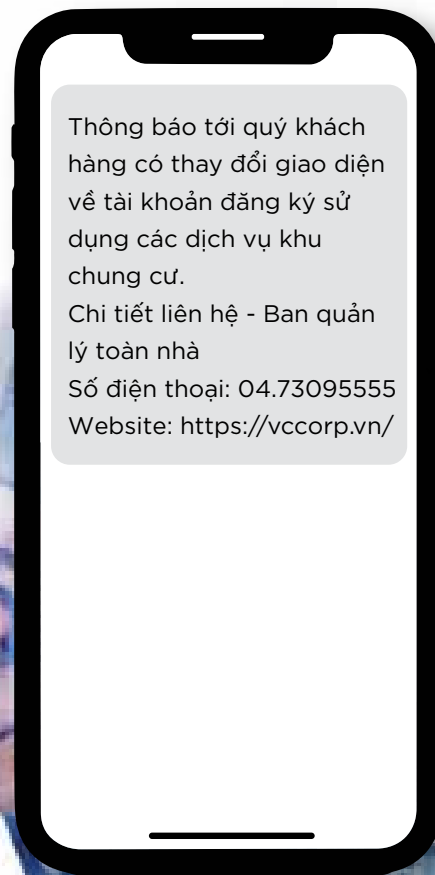 Thông báo tới quý khách
hàng có thay đổi giao diện
về tài khoản đăng ký sử
dụng các dịch vụ khu
chung cư.
Chi tiết liên hệ - Ban quản
lý toàn nhà
Số điện thoại: 04.73095555
Website: https://vccorp.vn/